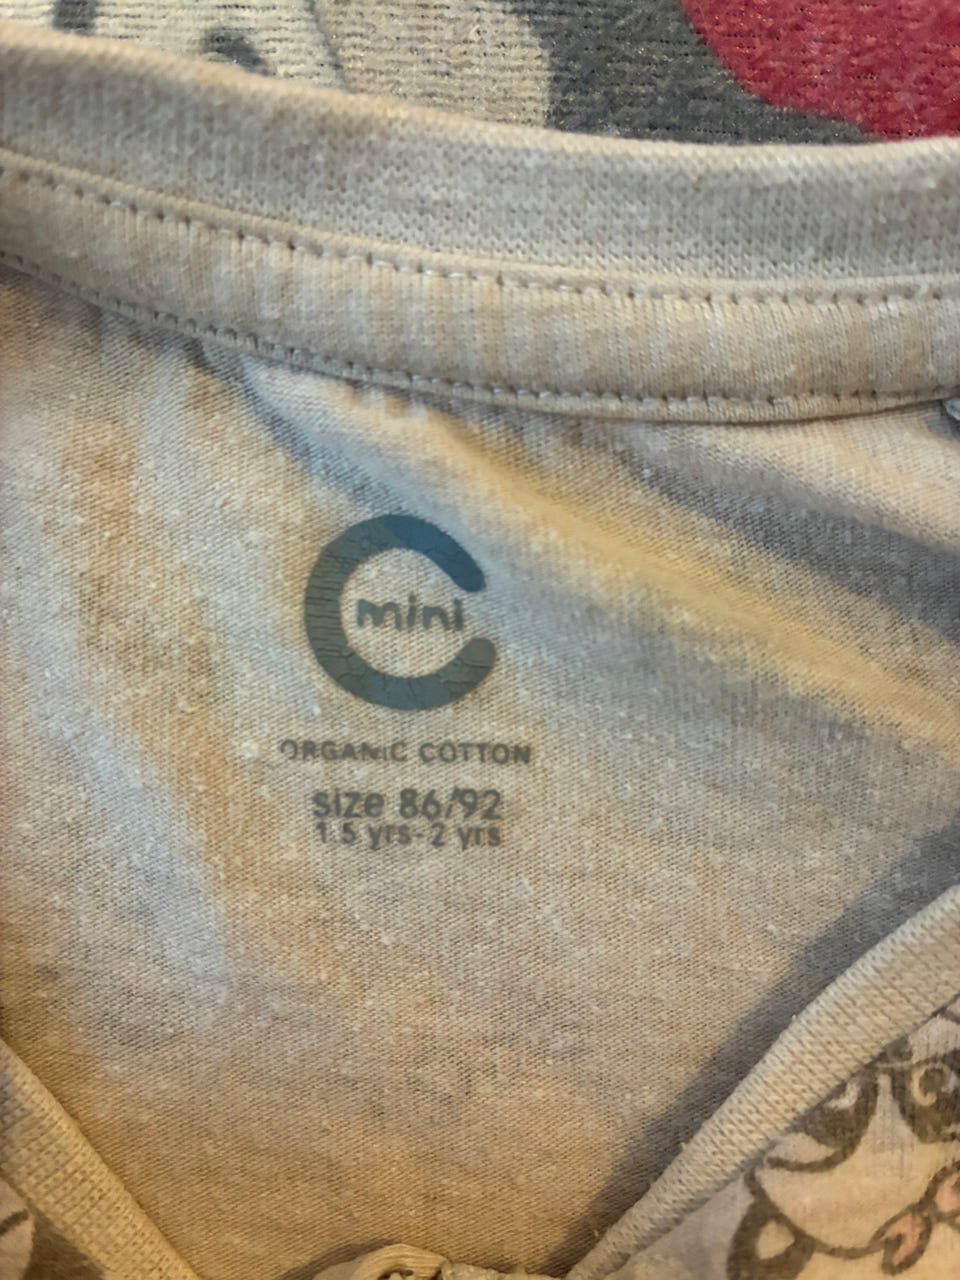 mini
ORGANIC COTTON
size 86/92
1.5 yrs-2 yrs